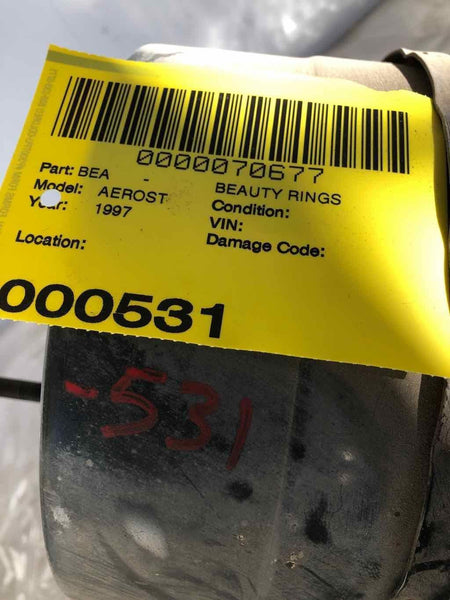 0000070677
Part: BEA - BEAUTY RINGS
Model: AEROST Condition:
Year: 1997 VIN:
Location: Damage Code:
000531
-531